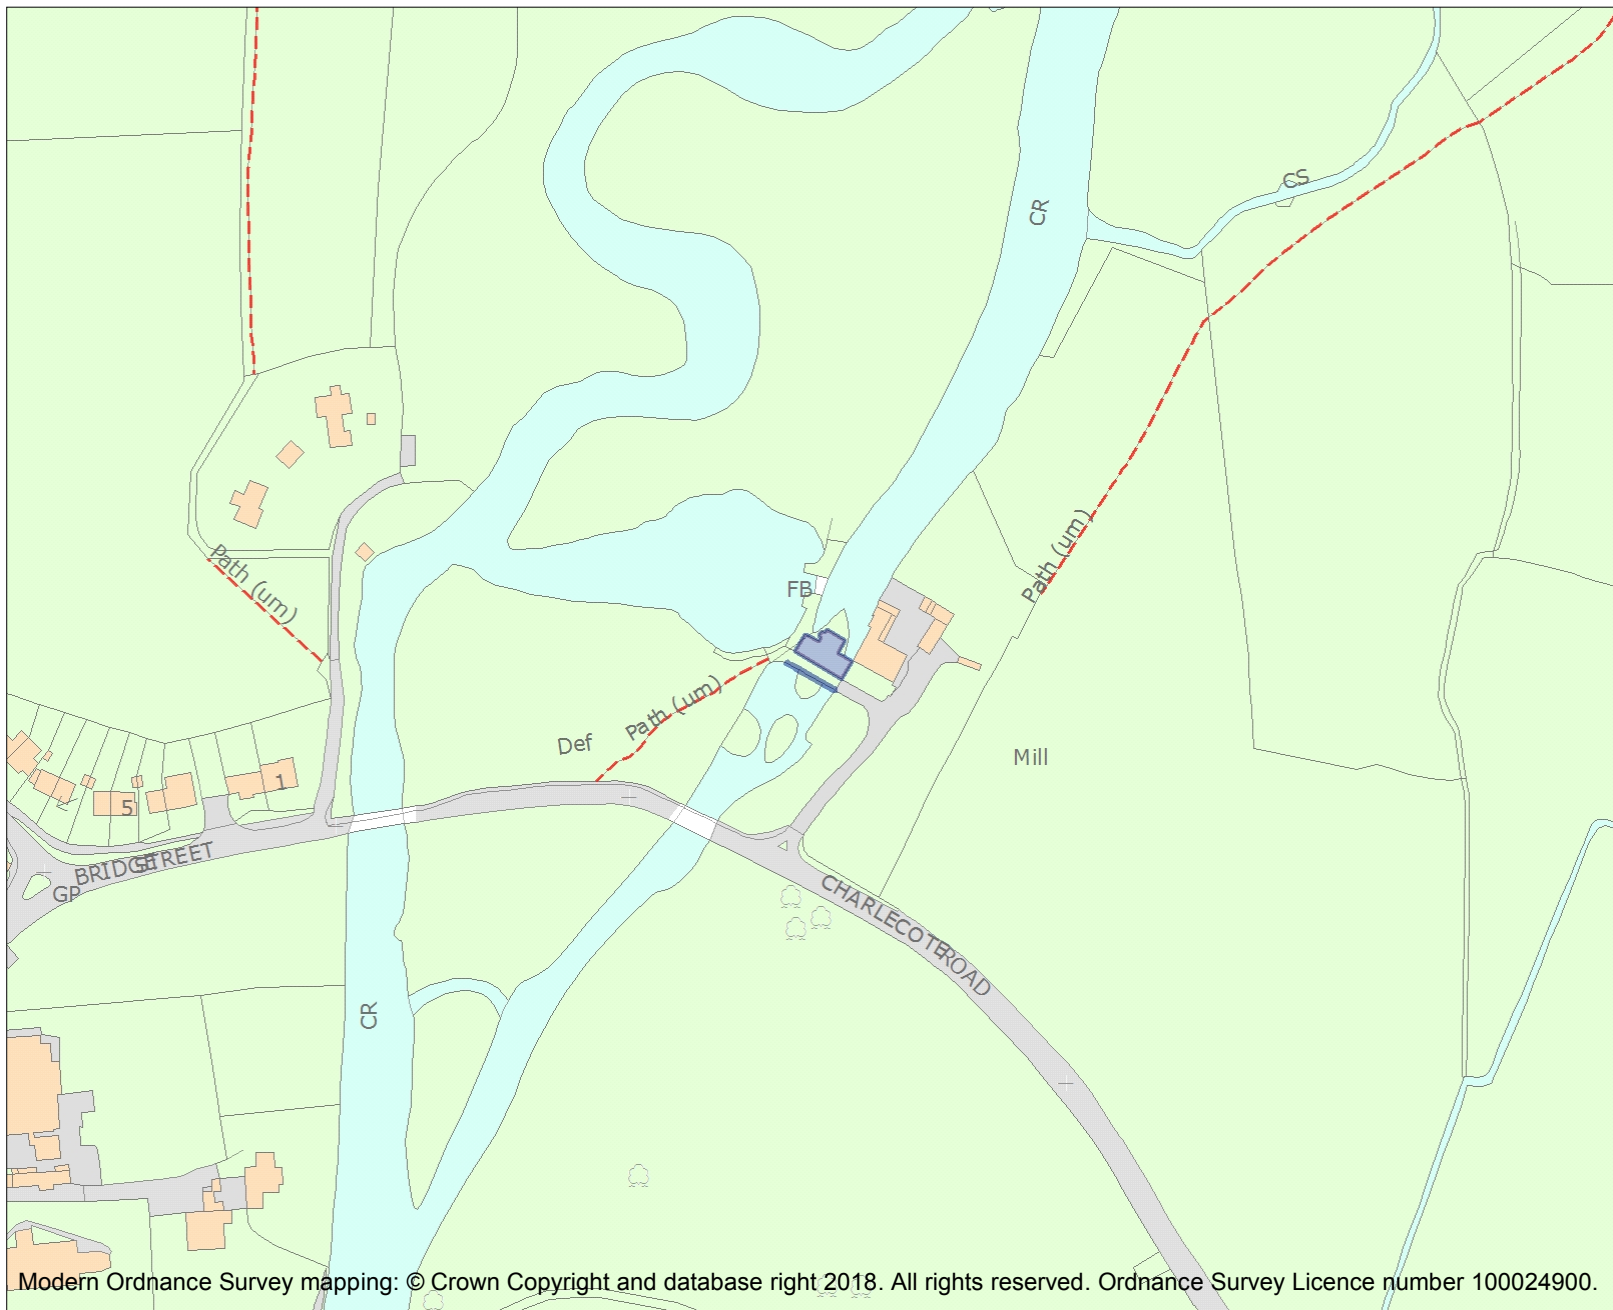 CS
CR
Path (um)
Path (um)
FB
Path (um)
Def
Mill
1
5
BRIDGE STREET
GP
CHARLECOTE ROAD
CR
Modern Ordnance Survey mapping: © Crown Copyright and database right 2018. All rights reserved. Ordnance Survey Licence number 100024900.